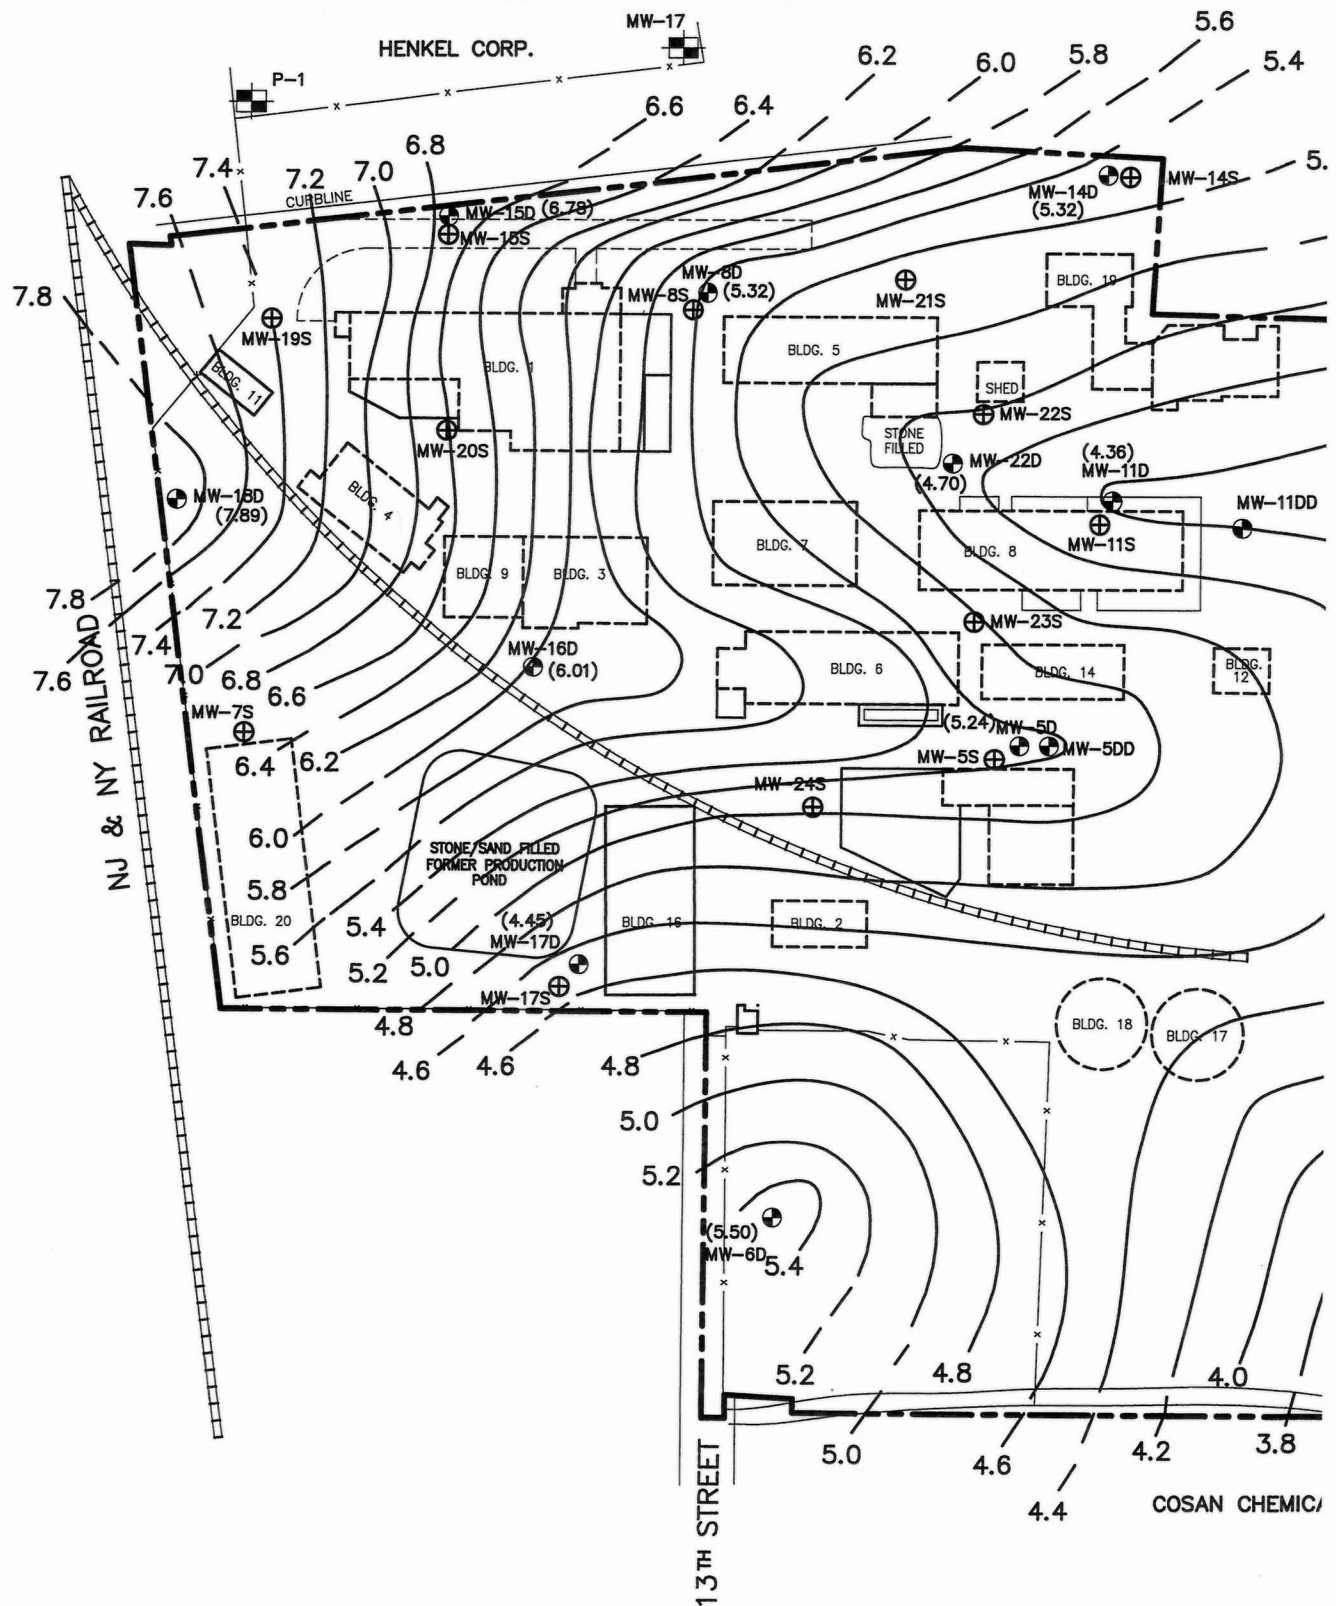 MW-17
HENKEL CORP.
P-1
5.6
6.2
6.0
5.8
5.4
6.6
6.4
6.8
7.4
7.2
7.0
7.6
CURBLINE
5.
MW-14D
(5.32)
MW-14S
MW-15D (6.78)
MW-15S
7.8
MW-8D
MW-8S
(5.32)
MW-21S
BLDG. 19
MW-19S
BLDG. 11
BLDG. 1
BLDG. 5
SHED
MW-22S
STONE
FILLED
MW-20S
MW-22D
(4.70)
(4.36)
MW-11D
MW-11DD
MW-18D
(7.89)
BLDG. 4
MW-11S
BLDG. 7
BLDG. 8
BLDG. 9
BLDG. 3
7.8
7.2
7.4
7.0
7.6
6.8
6.6
MW-23S
MW-16D
(6.01)
BLDG. 6
BLDG. 14
BLDG.
12
NJ & NY RAILROAD
MW-7S
(5.24)
MW-5D
MW-5DD
MW-5S
6.4
6.2
MW-24S
6.0
STONE/SAND FILLED
FORMER PRODUCTION
POND
5.8
BLDG. 20
5.4
(4.45)
MW-17D
BLDG. 16
BLDG. 2
5.6
5.2
5.0
MW-17S
4.8
4.6
4.6
4.8
BLDG. 18
BLDG. 17
5.0
5.2
(5.50)
MW-6D
5.4
5.2
4.8
4.0
5.0
4.6
4.2
3.8
4.4
13TH STREET
COSAN CHEMICA